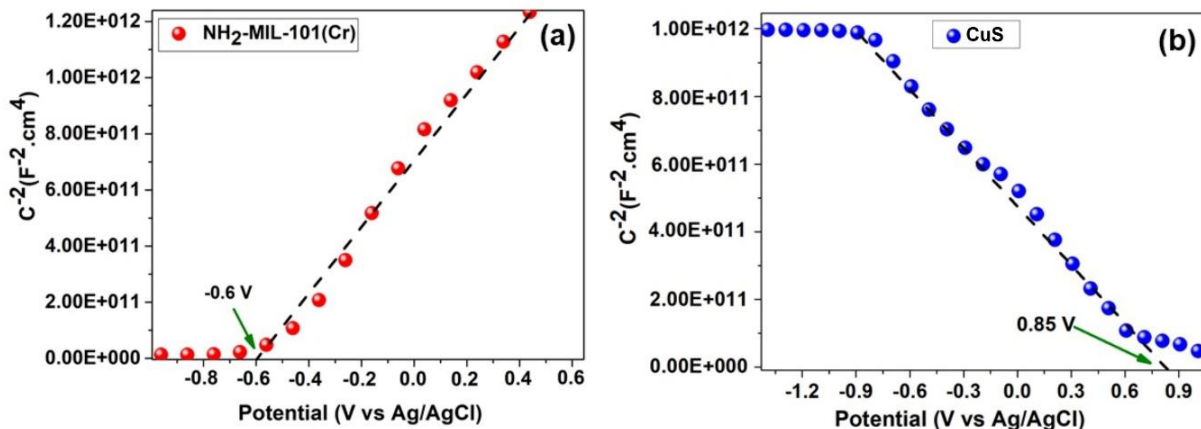 NH2-MIL-101(Cr)
(a)
1.20E+012
1.00E+012
8.00E+011
6.00E+011
4.00E+011
2.00E+011
0.00E+000
C-2(F-2.cm4)
-0.6 V
-0.8 -0.6 -0.4 -0.2 0.0 0.2 0.4 0.6
Potential (V vs Ag/AgCl)
CuS
(b)
1.00E+012
8.00E+011
6.00E+011
4.00E+011
2.00E+011
0.00E+000
C-2(F-2.cm4)
0.85 V
-1.2 -0.9 -0.6 -0.3 0.0 0.3 0.6 0.9
Potential (V vs Ag/AgCl)